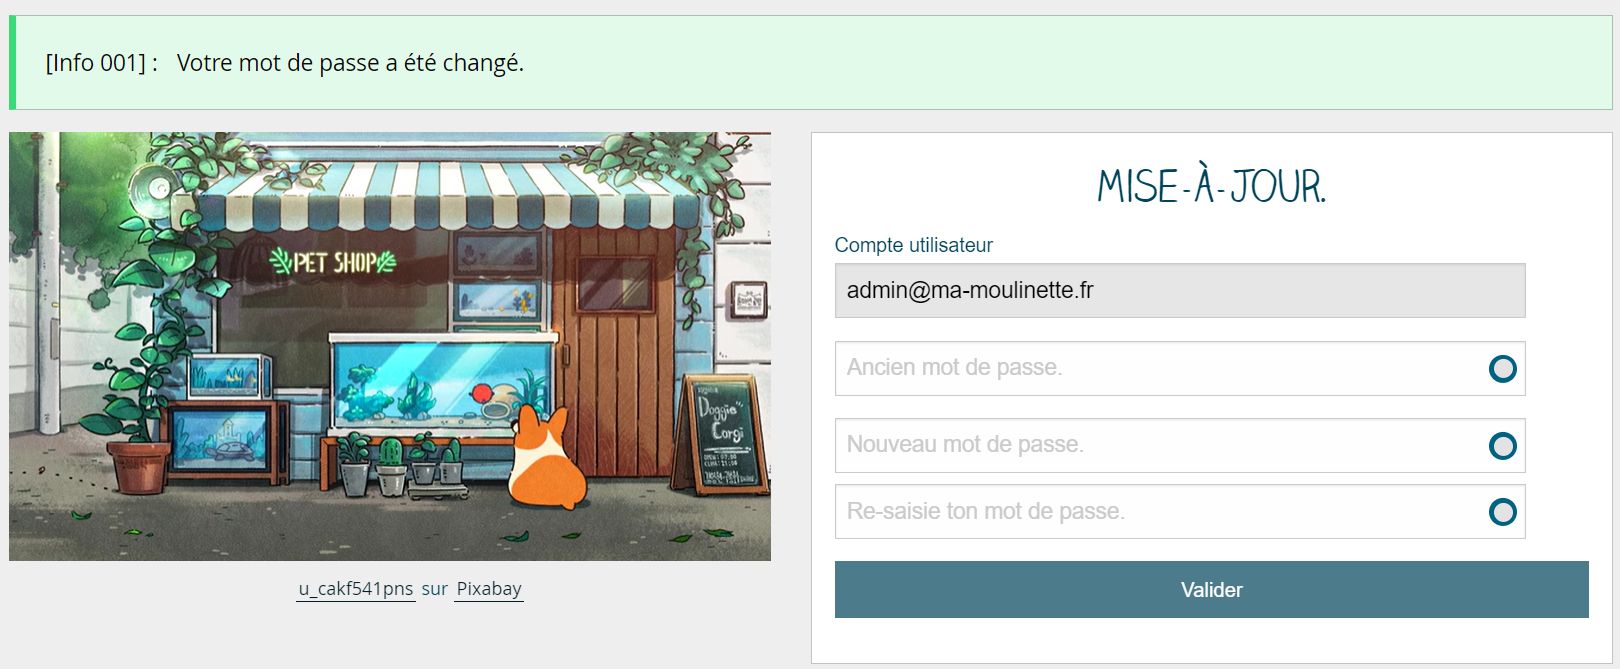 [Info 001] : Votre mot de passe a été changé.
PET SHOP
Doggie"
Corgi
u_cakf541pns sur Pixabay
MISE-À-JOUR.
Compte utilisateur
admin@ma-moulinette.fr
Ancien mot de passe.
Nouveau mot de passe.
Re-saisie ton mot de passe.
Valider